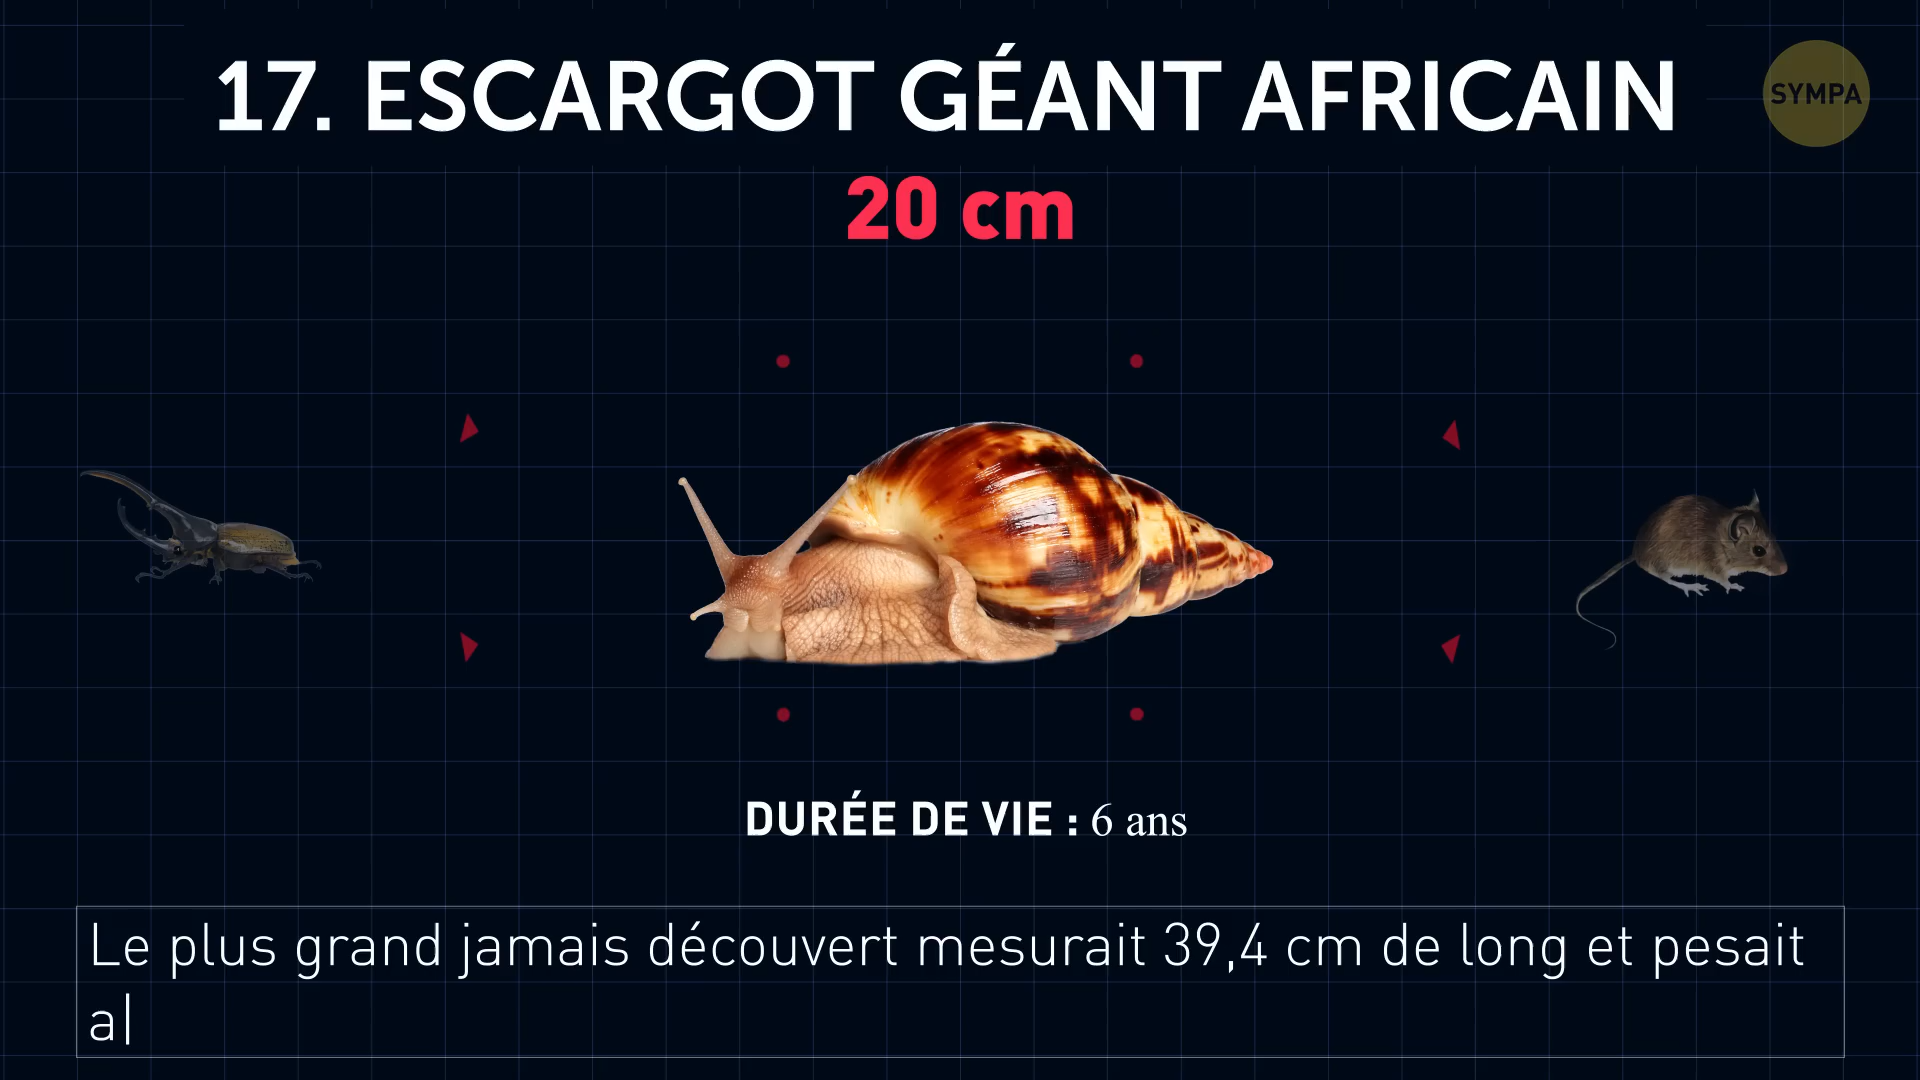 17. ESCARGOT GÉANT AFRICAIN
SYMPA
20 cm
DURÉE DE VIE : 6 ans
Le plus grand jamais découvert mesurait 39,4 cm de long et pesait
a|